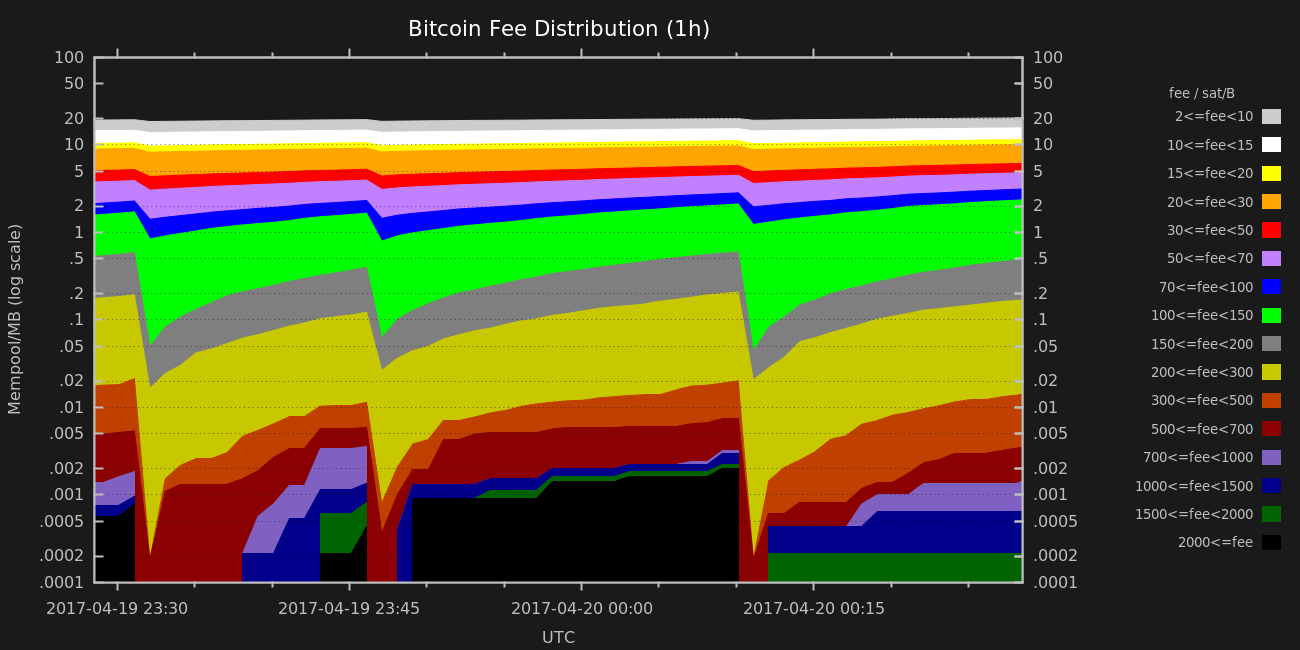 Bitcoin Fee Distribution (1h)
Mempool/MB (log scale)
100
50
20
10
5
2
1
.5
.2
.1
.05
.02
.01
.005
.002
.001
.0005
.0002
.0001
100
50
20
10
5
2
1
.5
.2
.1
.05
.02
.01
.005
.002
.001
.0005
.0002
.0001
2017-04-19 23:30
2017-04-19 23:45
2017-04-20 00:00
2017-04-20 00:15
UTC
fee / sat/B
2<=fee<10
10<=fee<15
15<=fee<20
20<=fee<30
30<=fee<50
50<=fee<70
70<=fee<100
100<=fee<150
150<=fee<200
200<=fee<300
300<=fee<500
500<=fee<700
700<=fee<1000
1000<=fee<1500
1500<=fee<2000
2000<=fee